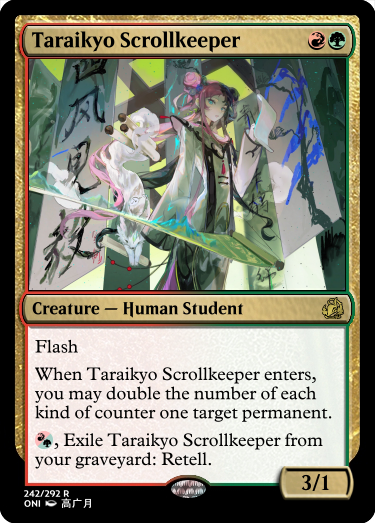 Taraikyo Scrollkeeper
Creature — Human Student
Flash
When Taraikyo Scrollkeeper enters,
you may double the number of each
kind of counter one target permanent.
, Exile Taraikyo Scrollkeeper from
your graveyard: Retell.
3/1
242/292 R
ONI 高广月